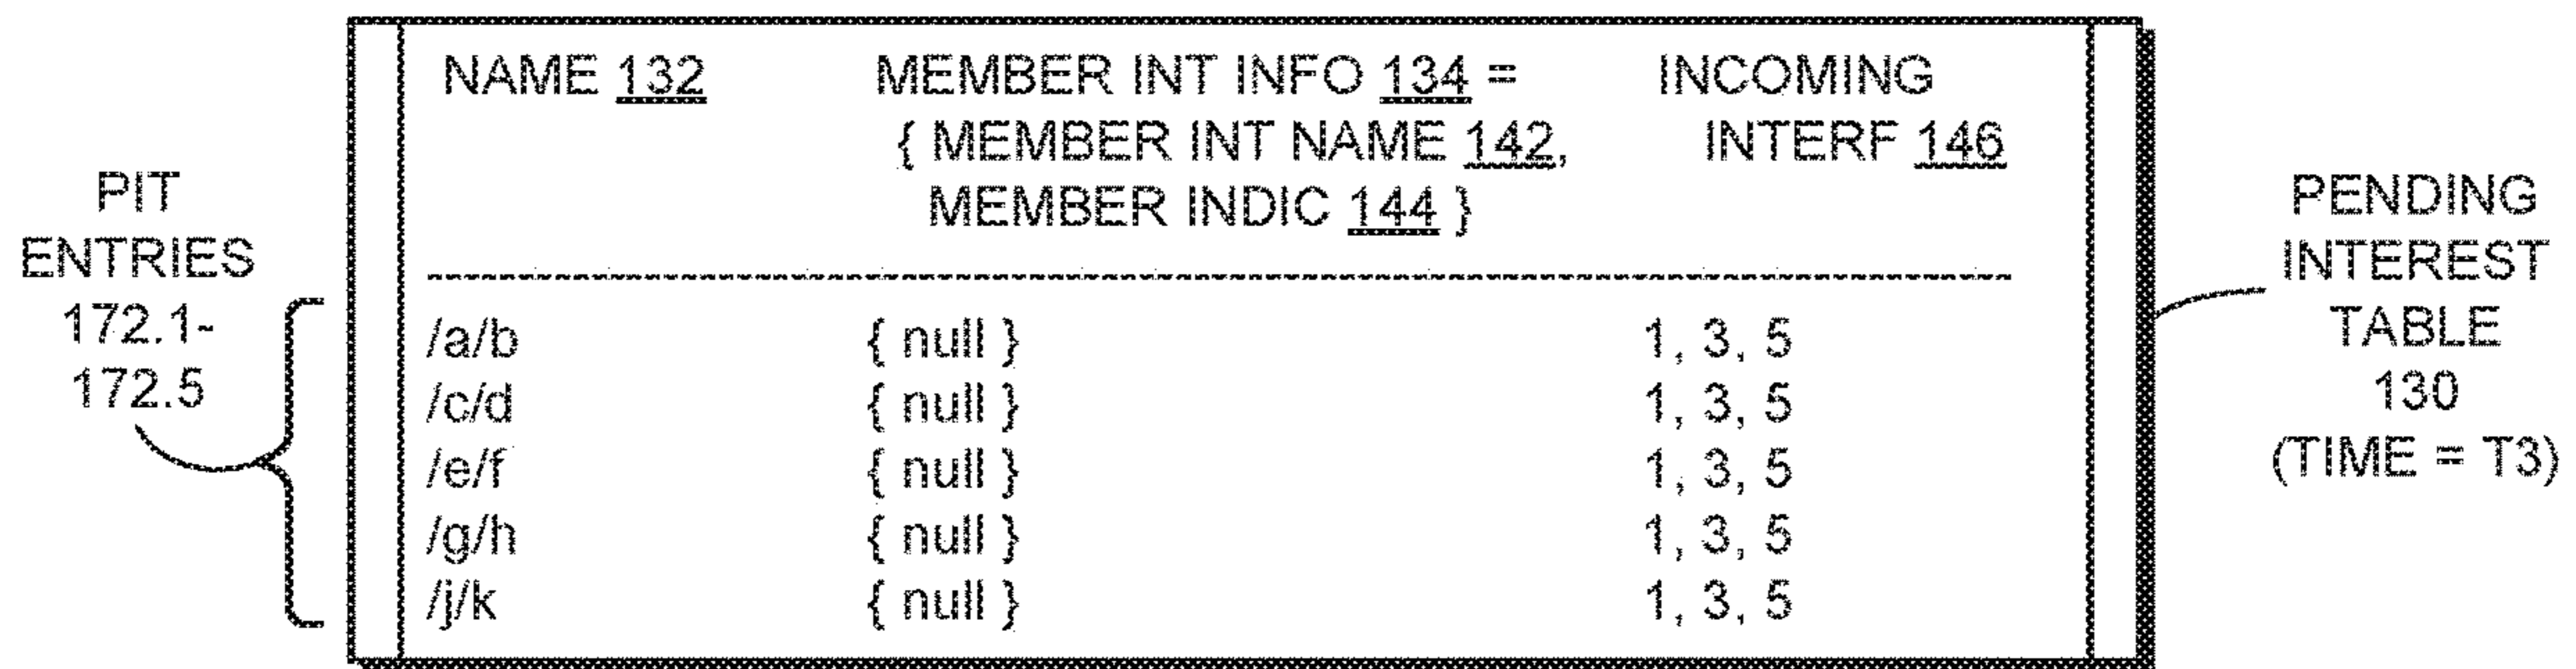 NAME 132 MEMBER INT INFO 134 = INCOMING
{ MEMBER INT NAME 142, INTERF 146
MEMBER INDIC 144 }
PIT
ENTRIES
172.1-
172.5
/a/b { null } 1, 3, 5
/c/d { null } 1, 3, 5
/e/f { null } 1, 3, 5
/g/h { null } 1, 3, 5
/j/k { null } 1, 3, 5
PENDING
INTEREST
TABLE
130
(TIME = T3)